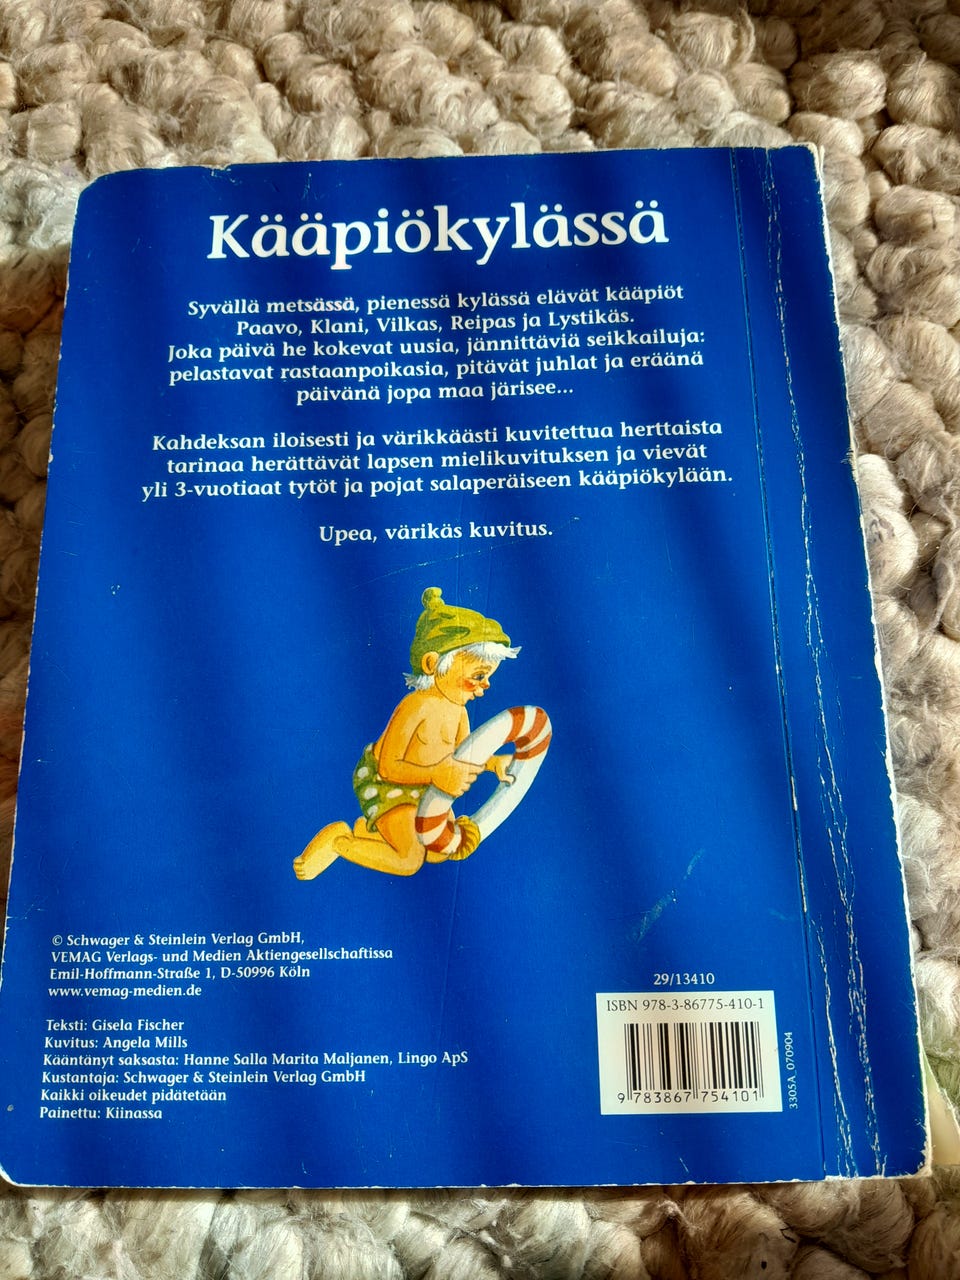 Kääpiökylässä
Syvällä metsässä, pienessä kylässä elävät kääpiöt
Paavo, Klani, Vilkas, Reipas ja Lystikäs.
Joka päivä he kokevat uusia, jännittäviä seikkailuja:
pelastavat rastaanpoikasia, pitävät juhlat ja eräänä
päivänä jopa maa järisee...
Kahdeksan iloisesti ja värikkäästi kuvitettua herttaista
tarinaa herättävät lapsen mielikuvituksen ja vievät
yli 3-vuotiaat tytöt ja pojat salaperäiseen kääpiökylään.
Upea, värikäs kuvitus.
© Schwager & Steinlein Verlag GmbH,
VEMAG Verlags- und Medien Aktiengesellschaftissa
Emil-Hoffmann-Straße 1, D-50996 Köln
www.vemag-medien.de
Teksti: Gisela Fischer
Kuvitus: Angela Mills
Kääntänyt saksasta: Hanne Salla Marita Maljanen, Lingo ApS
Kustantaja: Schwager & Steinlein Verlag GmbH
Kaikki oikeudet pidätetään
Painettu: Kiinassa
29/13410
ISBN 978-3-86775-410-1
9 783867 754101
3305A_070904